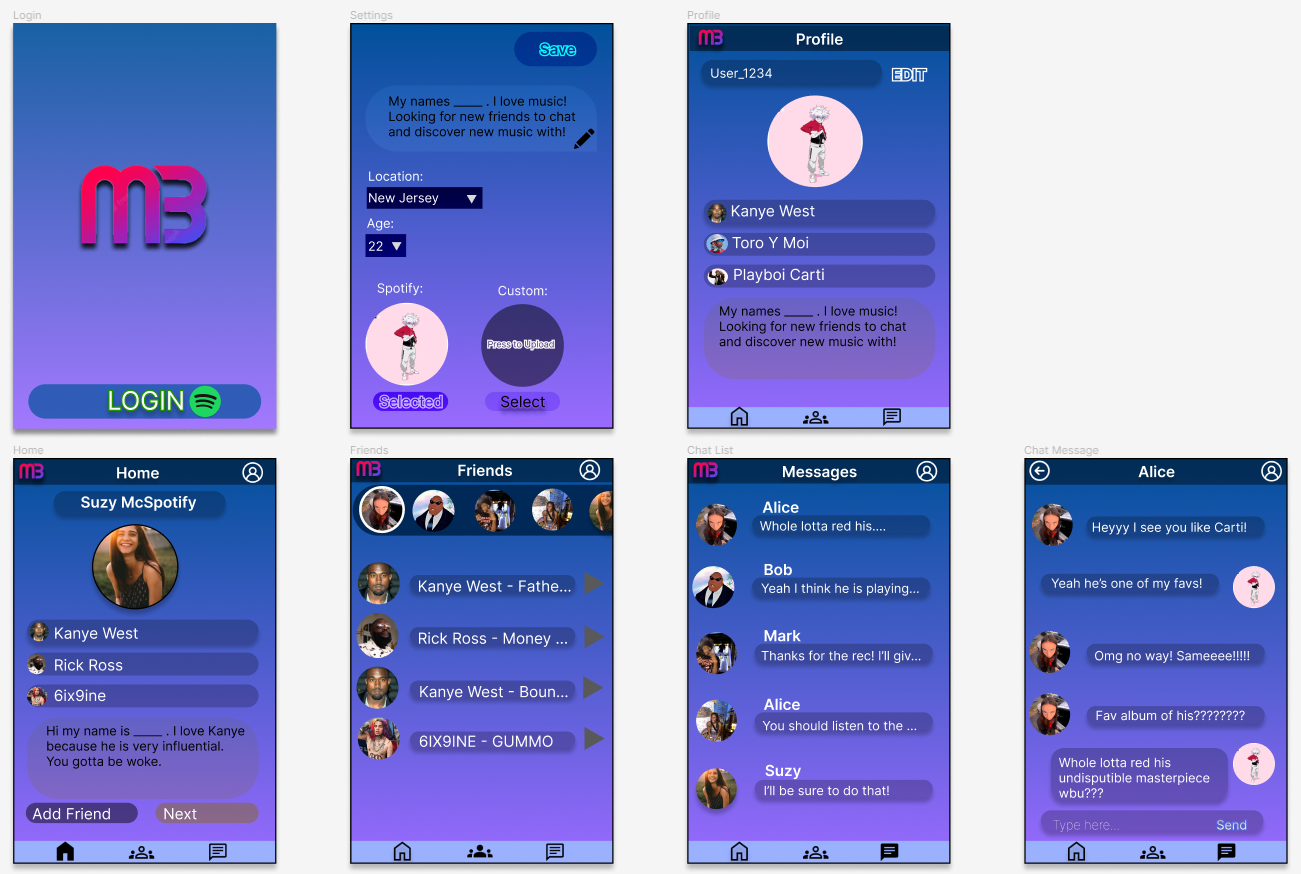 Login
MB
LOGIN
Settings
Save
My names _____ . I love music!
Looking for new friends to chat
and discover new music with!
Location:
New Jersey
Age:
22
Spotify:
Custom:
Press to Upload
Selected
Select
Profile
MB
Profile
User_1234
EDIT
Kanye West
Toro Y Moi
Playboi Carti
My names _____ . I love music!
Looking for new friends to chat
and discover new music with!
Home
MB
Home
Suzy McSpotify
Kanye West
Rick Ross
6ix9ine
Hi my name is _____ . I love Kanye
because he is very influential.
You gotta be woke.
Add Friend
Next
Friends
MB
Friends
Kanye West - Fathe...
Rick Ross - Money ...
Kanye West - Boun...
6IX9INE - GUMMO
Chat List
MB
Messages
Alice
Whole lotta red his....
Bob
Yeah I think he is playing...
Mark
Thanks for the rec! I'll giv...
Alice
You should listen to the ...
Suzy
I'll be sure to do that!
Chat Message
Alice
Heyyy I see you like Carti!
Yeah he's one of my favs!
Omg no way! Sameeee!!!!!
Fav album of his????????
Whole lotta red his
undisputible masterpiece
wbu???
Type here...
Send